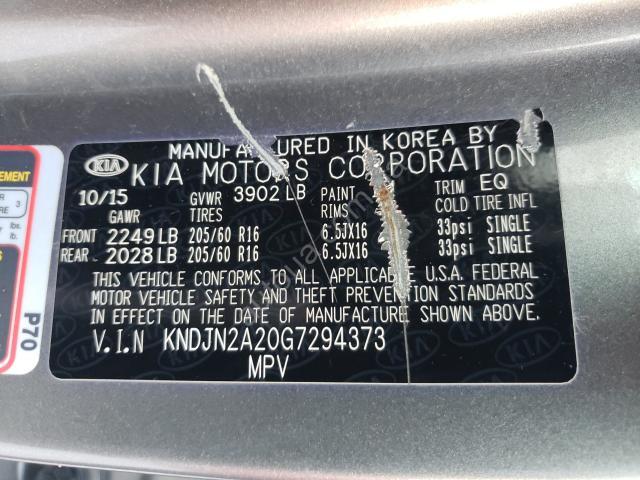 MANUFACTURED IN KOREA BY
KIA KIA MOTORS CORPORATION
10/15 GVWR 3902 LB PAINT TRIM EQ
GAWR TIRES RIMS COLD TIRE INFL
FRONT 2249 LB 205/60 R16 6.5JX16 33psi SINGLE
REAR 2028 LB 205/60 R16 6.5JX16 33psi SINGLE
THIS VEHICLE CONFORMS TO ALL APPLICABLE U.S.A. FEDERAL
MOTOR VEHICLE SAFETY AND THEFT PREVENTION STANDARDS
IN EFFECT ON THE DATE OF MANUFACTURE SHOWN ABOVE.
V.I.N KNDJN2A20G7294373
MPV
P70
3
lbs.